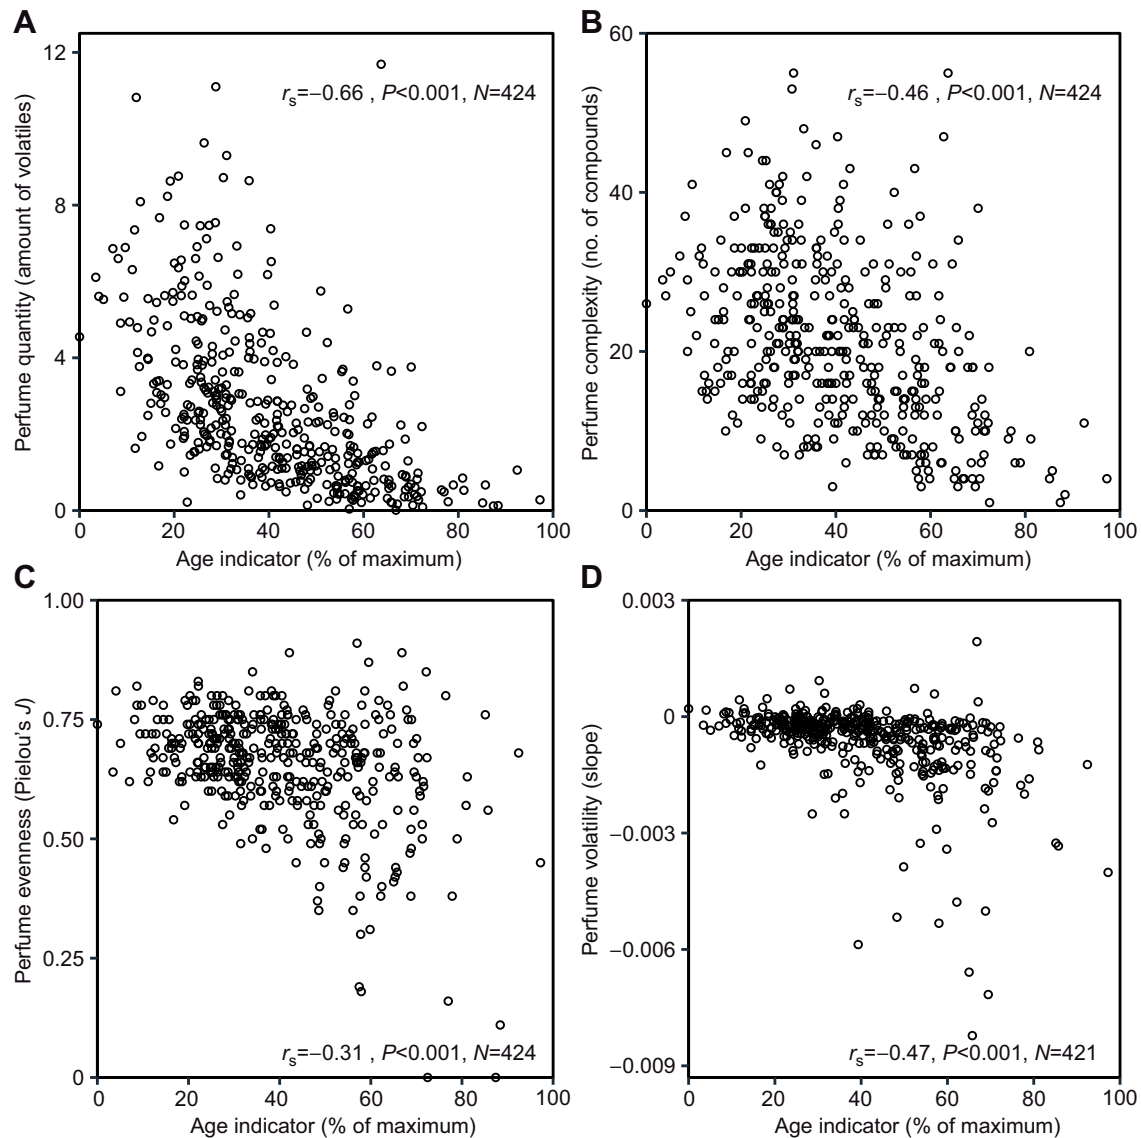 A
Perfume quantity (amount of volatiles)
12
8
4
0
rs=−0.66 , P<0.001, N=424
0 20 40 60 80 100
Age indicator (% of maximum)
B
Perfume complexity (no. of compounds)
60
40
20
0
rs=−0.46 , P<0.001, N=424
0 20 40 60 80 100
Age indicator (% of maximum)
C
Perfume evenness (Pielou's J)
1.00
0.75
0.50
0.25
0
rs=−0.31 , P<0.001, N=424
0 20 40 60 80 100
Age indicator (% of maximum)
D
Perfume volatility (slope)
0.003
0
−0.003
−0.006
−0.009
rs=−0.47, P<0.001, N=421
0 20 40 60 80 100
Age indicator (% of maximum)